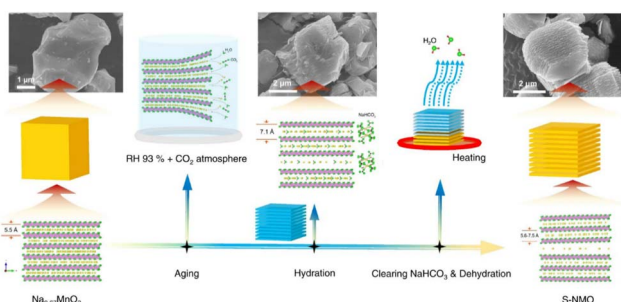 1 μm
H₂O
CO₂
2 μm
H₂O
2 μm
NaHCO₃
7.1 Å
RH 93 % + CO₂ atmosphere
Heating
5.5 Å
5.6-7.5 Å
Aging
Hydration
Clearing NaHCO₃ & Dehydration
S-NMO